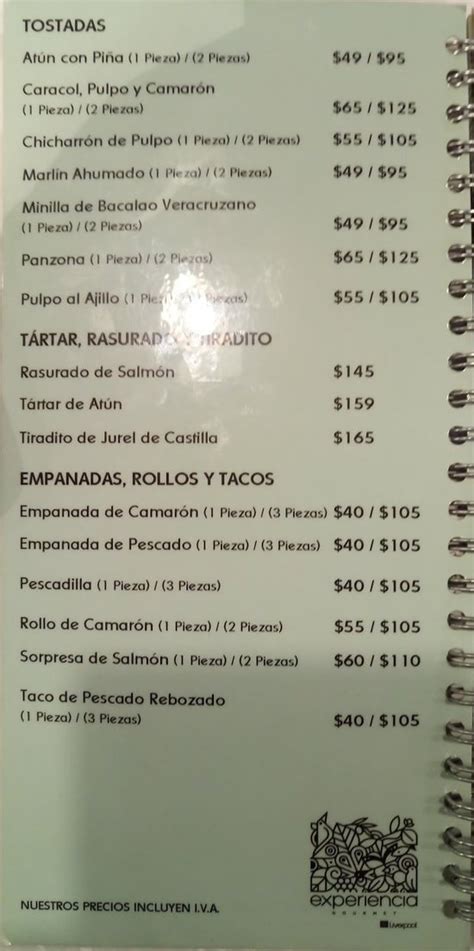 TOSTADAS
Atún con Piña (1 Pieza) / (2 Piezas) $49 / $95
Caracol, Pulpo y Camarón
(1 Pieza) / (2 Piezas) $65 / $125
Chicharrón de Pulpo (1 Pieza) / (2 Piezas) $55 / $105
Marlín Ahumado (1 Pieza) / (2 Piezas) $49 / $95
Minilla de Bacalao Veracruzano
(1 Pieza) / (2 Piezas) $49 / $95
Panzona (1 Pieza) / (2 Piezas) $65 / $125
Pulpo al Ajillo (1 Pieza) / (2 Piezas) $55 / $105
TÁRTAR, RASURADO Y TIRADITO
Rasurado de Salmón $145
Tártar de Atún $159
Tiradito de Jurel de Castilla $165
EMPANADAS, ROLLOS Y TACOS
Empanada de Camarón (1 Pieza) / (3 Piezas) $40 / $105
Empanada de Pescado (1 Pieza) / (3 Piezas) $40 / $105
Pescadilla (1 Pieza) / (3 Piezas) $40 / $105
Rollo de Camarón (1 Pieza) / (2 Piezas) $55 / $105
Sorpresa de Salmón (1 Pieza) / (2 Piezas) $60 / $110
Taco de Pescado Rebozado
(1 Pieza) / (3 Piezas) $40 / $105
experiencia
GOURMET
NUESTROS PRECIOS INCLUYEN I.V.A.
Liverpool